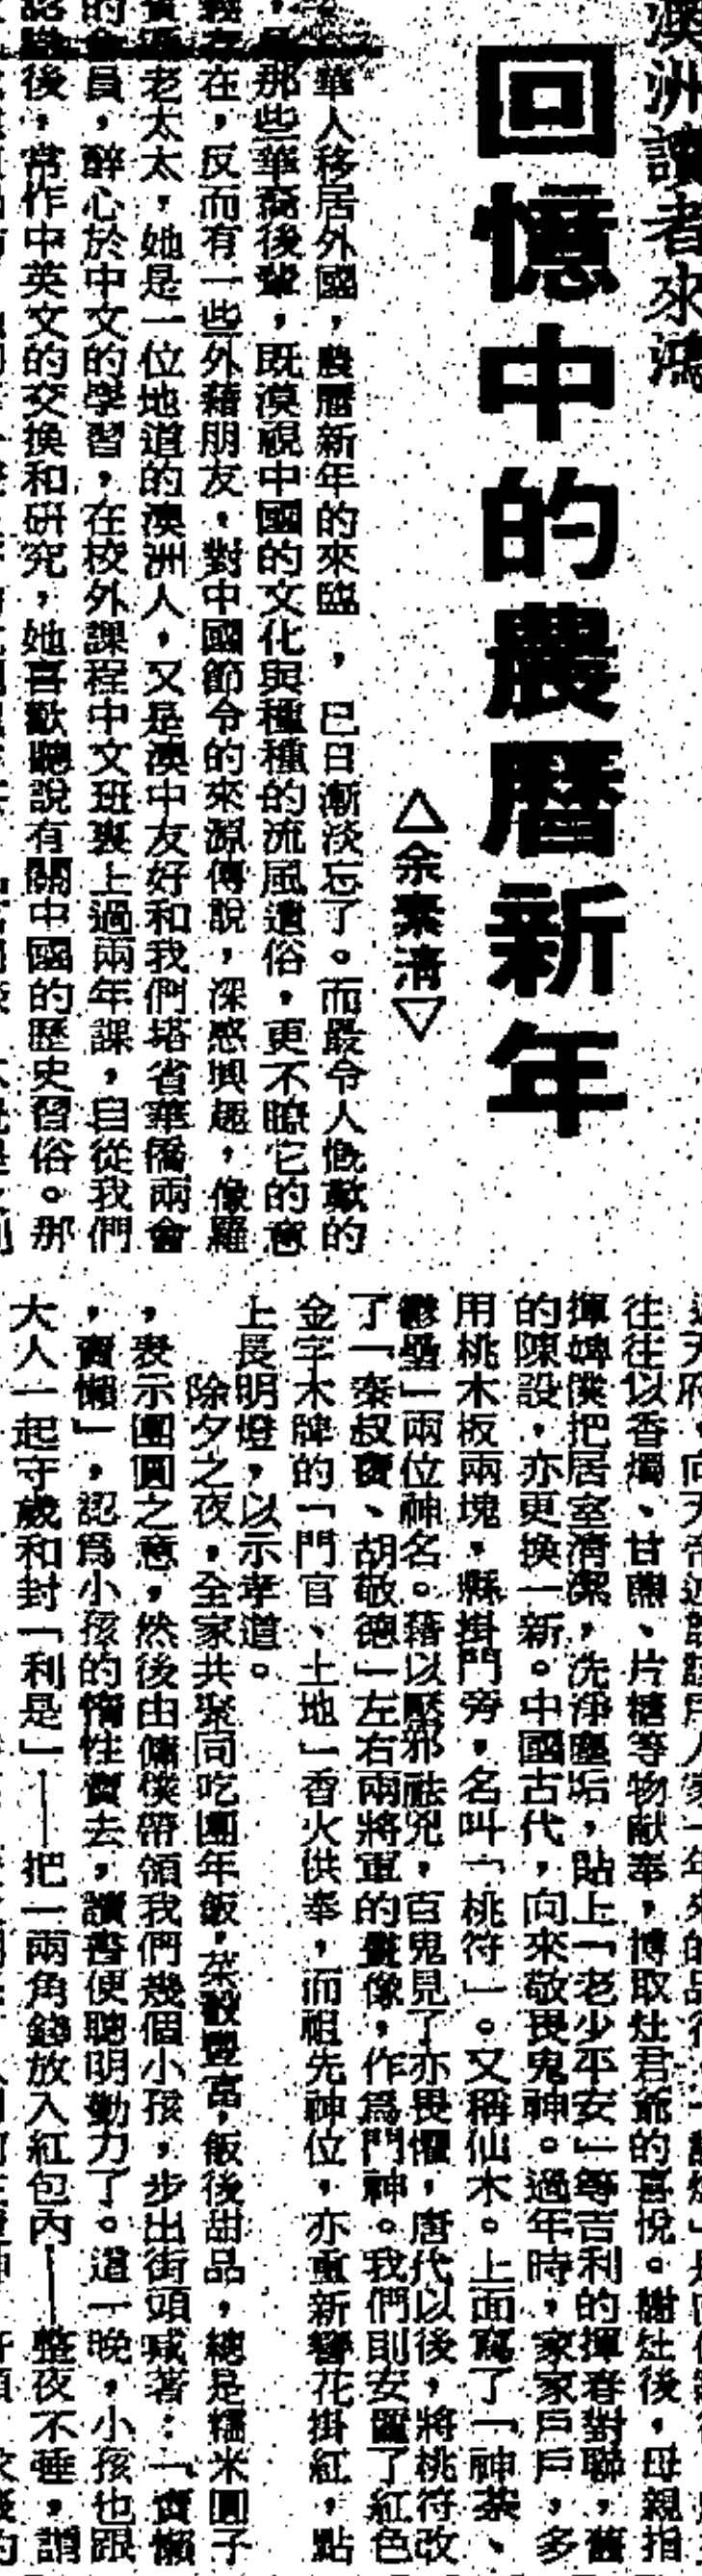 澳洲讀者來鴻
回憶中的農曆新年
△余素清▽
華人移居外國，農曆新年的來臨，已日漸淡忘了。而最令人慨歎的
那些華裔後輩，既漠視中國的文化與種種的流風遺俗，更不瞭它的意
在，反而有一些外藉朋友，對中國節令的來源傳說，深感興趣，像羅
老太太，她是一位地道的澳洲人，又是澳中友好和我們塔省華僑兩會
員，醉心於中文的學習，在校外課程中文班裏上過兩年課，自從我們
後，常作中英文的交換和研究，她喜歡聽說有關中國的歷史習俗。那
往往以香燭、甘蔗、片糖等物献奉，博取灶君爺的喜悅。謝灶後，母親指
揮婢僕把居室清潔，洗淨塵垢，貼上「老少平安」等吉利的揮春對聯，舊
的陳設，亦更换一新。中國古代，向來敬畏鬼神。過年時，家家戶戶，多
用桃木板兩塊，縣掛門旁，名叫「桃符」。又稱仙木。上面寫了「神荼、
鬱壘」兩位神名。藉以壓邪祛兇，百鬼見了亦畏懼，唐代以後，將桃符改
了「秦叔寶、胡敬德」左右兩將軍的畫像，作爲門神。我們則安置了紅色
金字木牌的「門官、土地」香火供奉，而祖先神位，亦重新簪花掛紅，點
上長明燈，以示孝道。
除夕之夜，全家共聚同吃團年飯，菜殽豐富，飯後甜品，總是糯米圓子
，表示團圓之意，然後由傭僕帶領我們幾個小孩，步出街頭喊著：「賣懶
，賣懶」，認爲小孩的惰性賣去，讀書便聰明勤力了。這一晚，小孩也跟
大人一起守歲和封「利是」——把一兩角錢放入紅包內——整夜不睡，謂